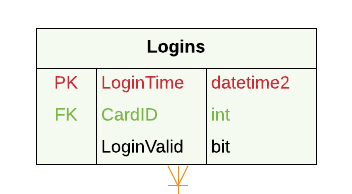 Logins
PK LoginTime datetime2
FK CardID int
LoginValid bit